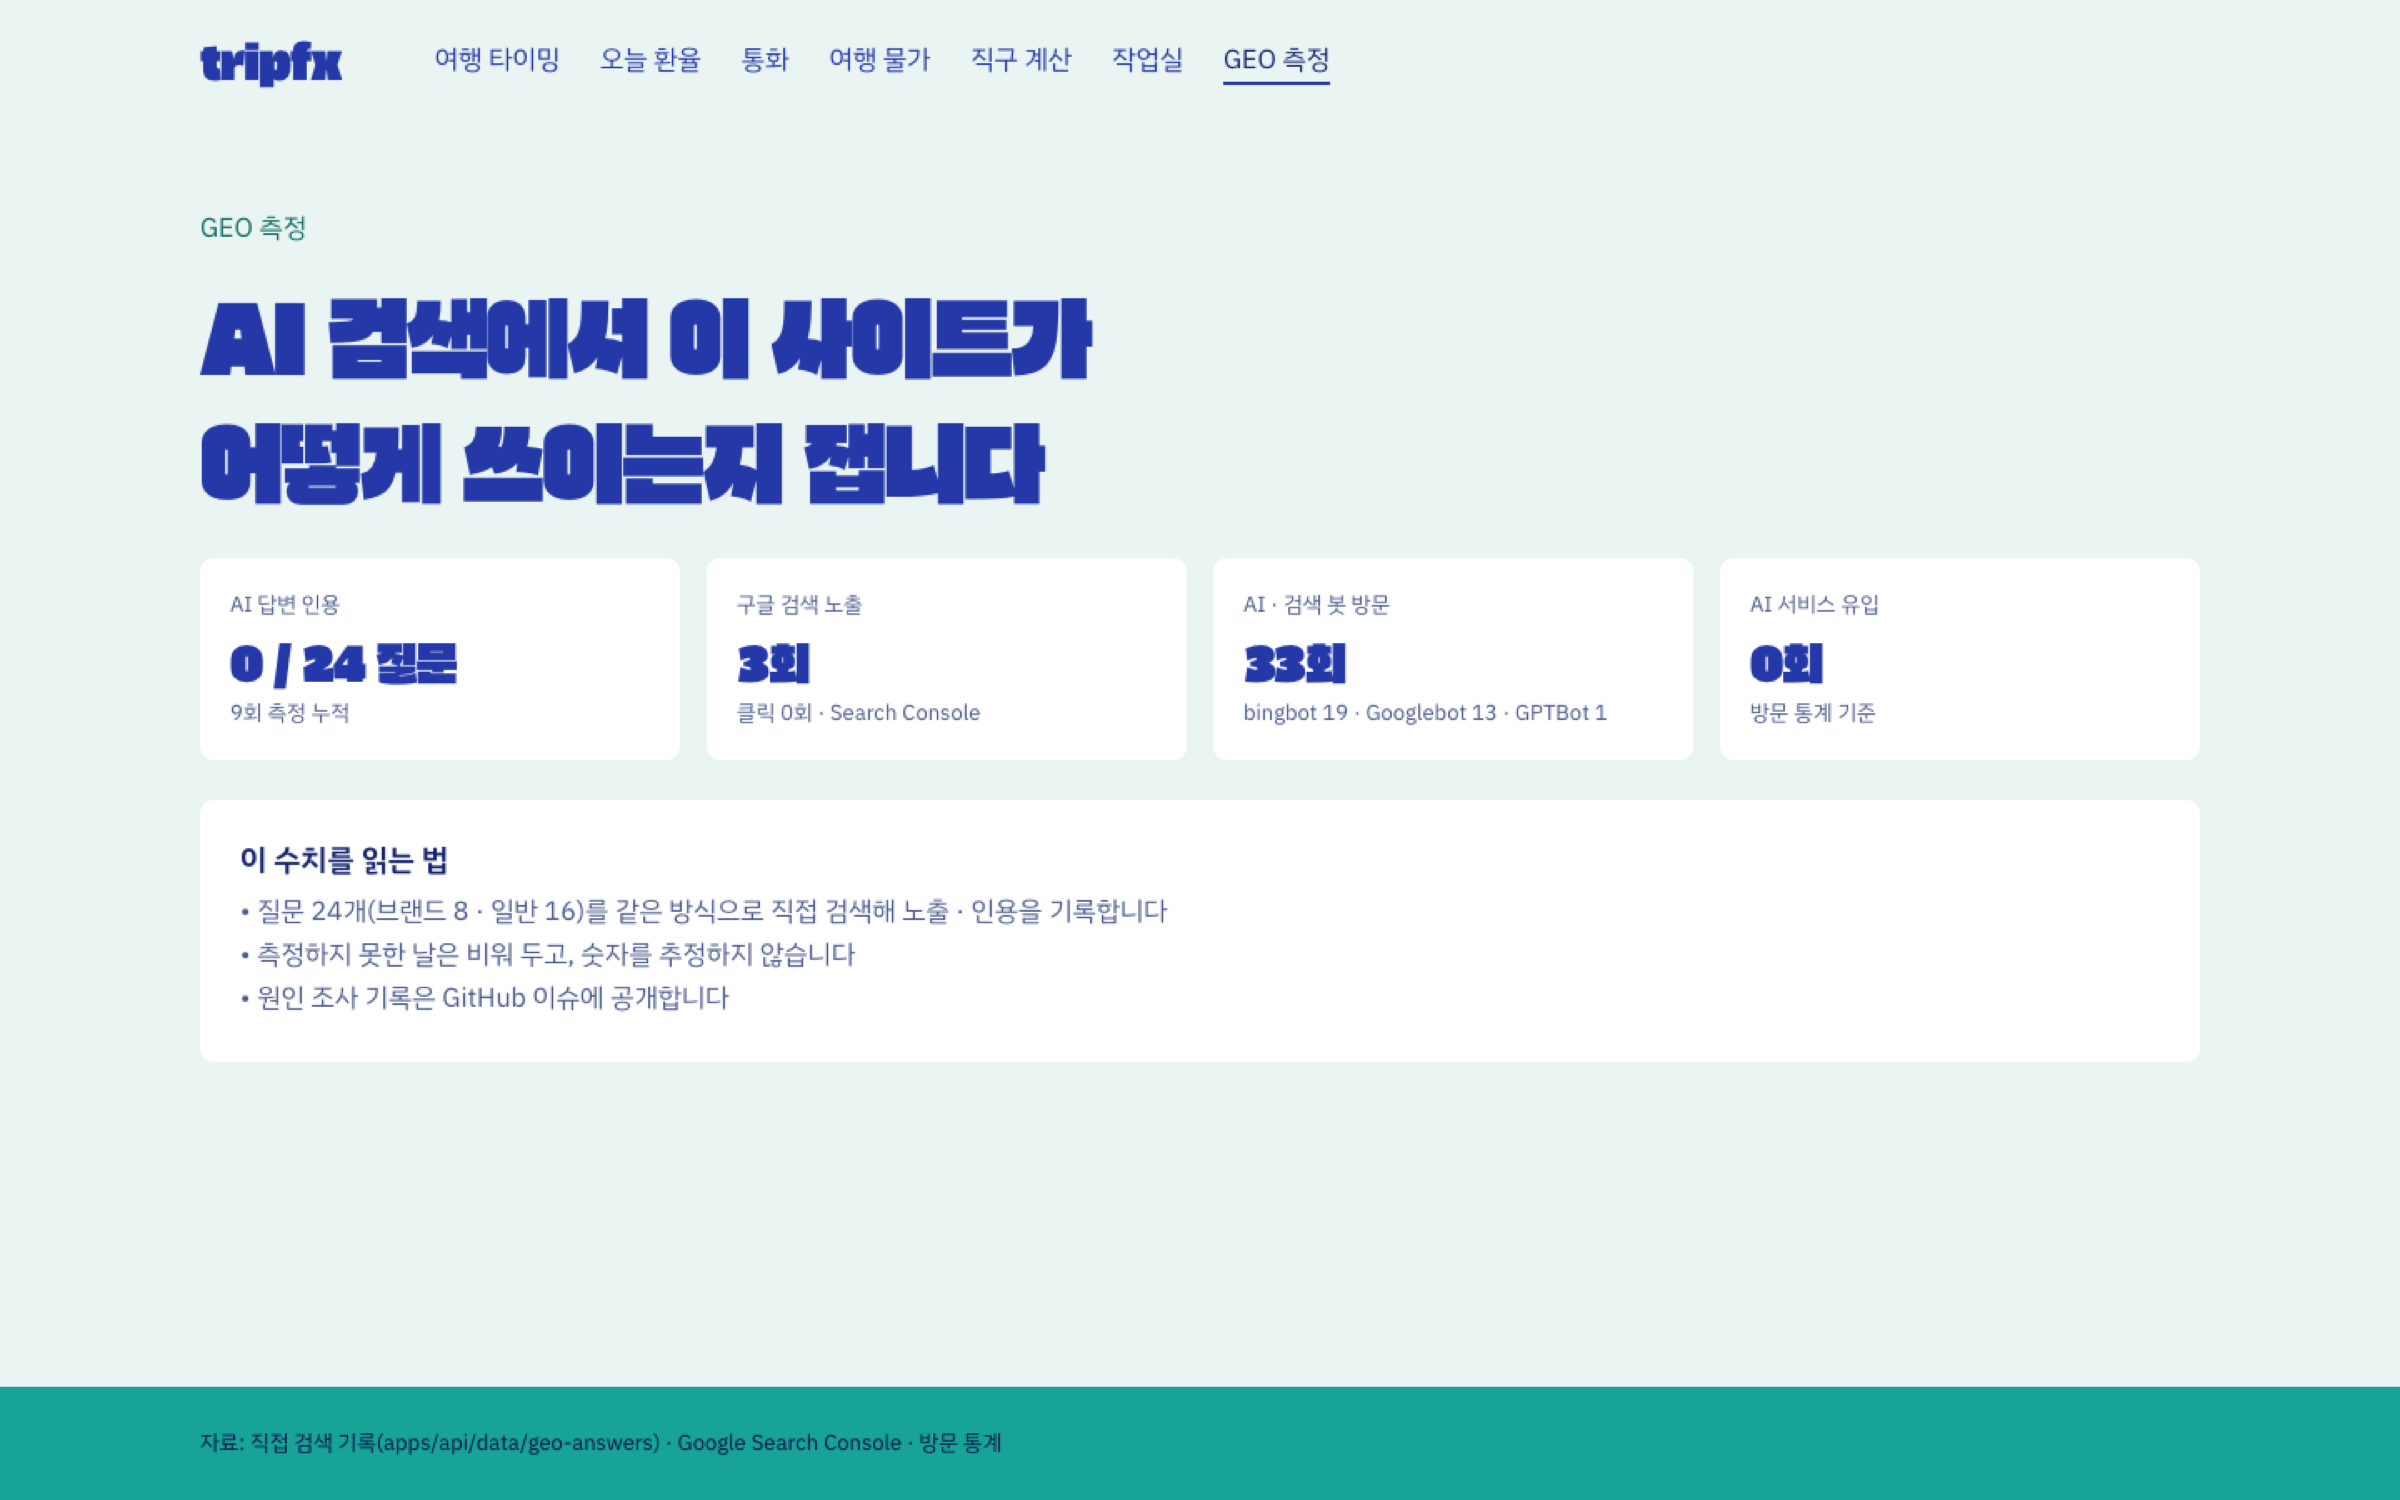 tripfx
여행 타이밍 오늘 환율 통화 여행 물가 직구 계산 작업실 GEO 측정
GEO 측정
AI 검색에서 이 사이트가
어떻게 쓰이는지 잽니다
AI 답변 인용
0 / 24 질문
9회 측정 누적
구글 검색 노출
3회
클릭 0회 · Search Console
AI · 검색 봇 방문
33회
bingbot 19 · Googlebot 13 · GPTBot 1
AI 서비스 유입
0회
방문 통계 기준
이 수치를 읽는 법
• 질문 24개(브랜드 8 · 일반 16)를 같은 방식으로 직접 검색해 노출 · 인용을 기록합니다
• 측정하지 못한 날은 비워 두고, 숫자를 추정하지 않습니다
• 원인 조사 기록은 GitHub 이슈에 공개합니다
자료: 직접 검색 기록(apps/api/data/geo-answers) · Google Search Console · 방문 통계